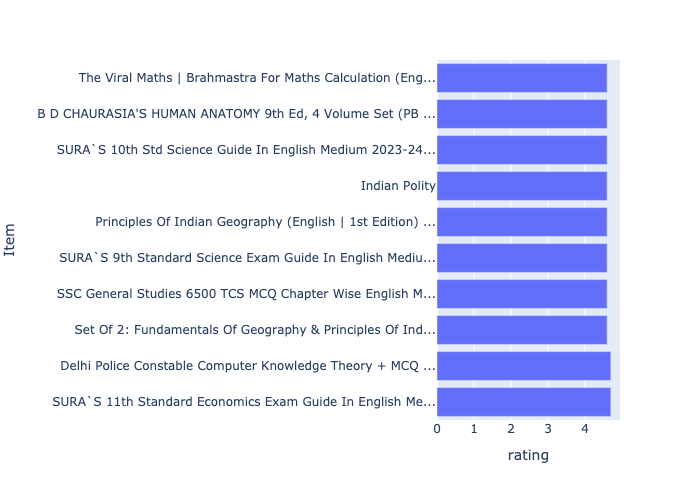 The Viral Maths | Brahmastra For Maths Calculation (Eng...
B D CHAURASIA'S HUMAN ANATOMY 9th Ed, 4 Volume Set (PB ...
SURA`S 10th Std Science Guide In English Medium 2023-24...
Indian Polity
Principles Of Indian Geography (English | 1st Edition) ...
SURA`S 9th Standard Science Exam Guide In English Mediu...
SSC General Studies 6500 TCS MCQ Chapter Wise English M...
Set Of 2: Fundamentals Of Geography & Principles Of Ind...
Delhi Police Constable Computer Knowledge Theory + MCQ ...
SURA`S 11th Standard Economics Exam Guide In English Me...
Item
0 1 2 3 4
rating